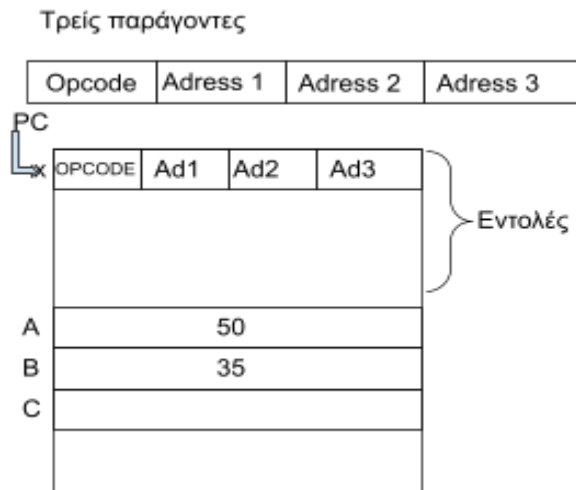 Τρείς παράγοντες
Opcode Adress 1 Adress 2 Adress 3
PC
x OPCODE Ad1 Ad2 Ad3
Εντολές
A 50
B 35
C